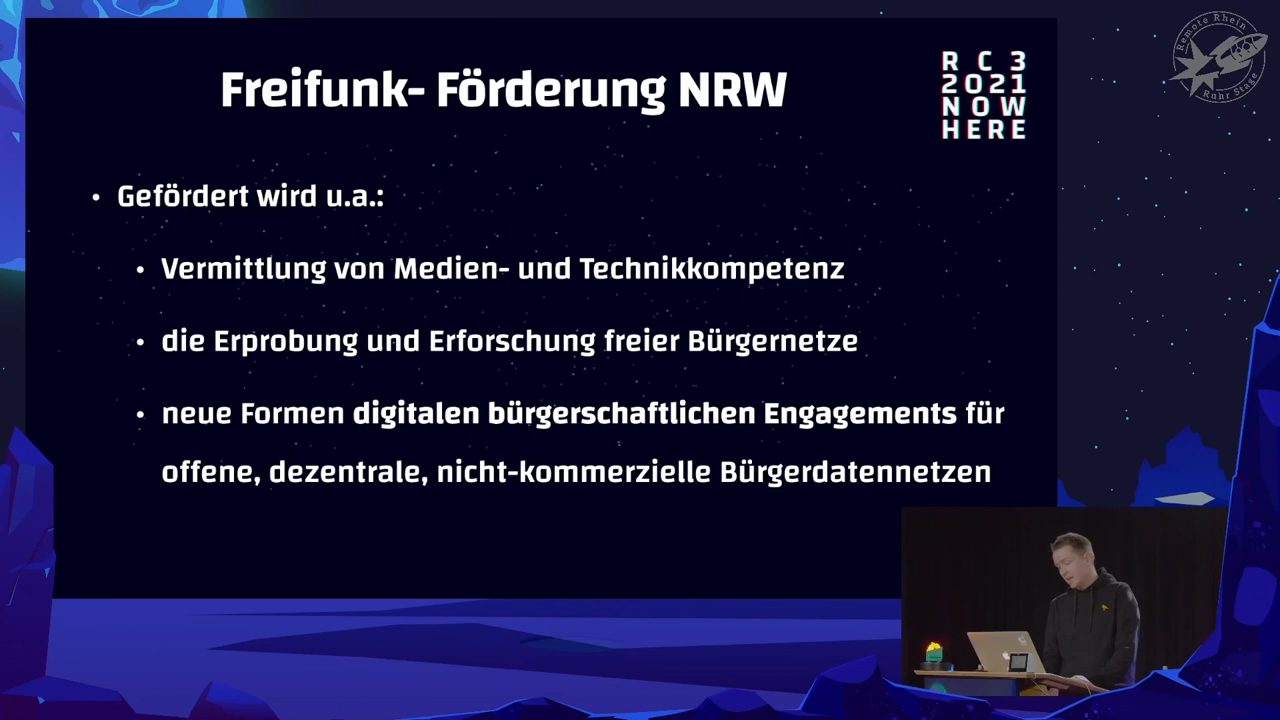 Freifunk- Förderung NRW
RC3
2021
NOW
HERE
Remote Rhein
Ruhr Stage
• Gefördert wird u.a.:
• Vermittlung von Medien- und Technikkompetenz
• die Erprobung und Erforschung freier Bürgernetze
• neue Formen digitalen bürgerschaftlichen Engagements für
offene, dezentrale, nicht-kommerzielle Bürgerdatennetzen